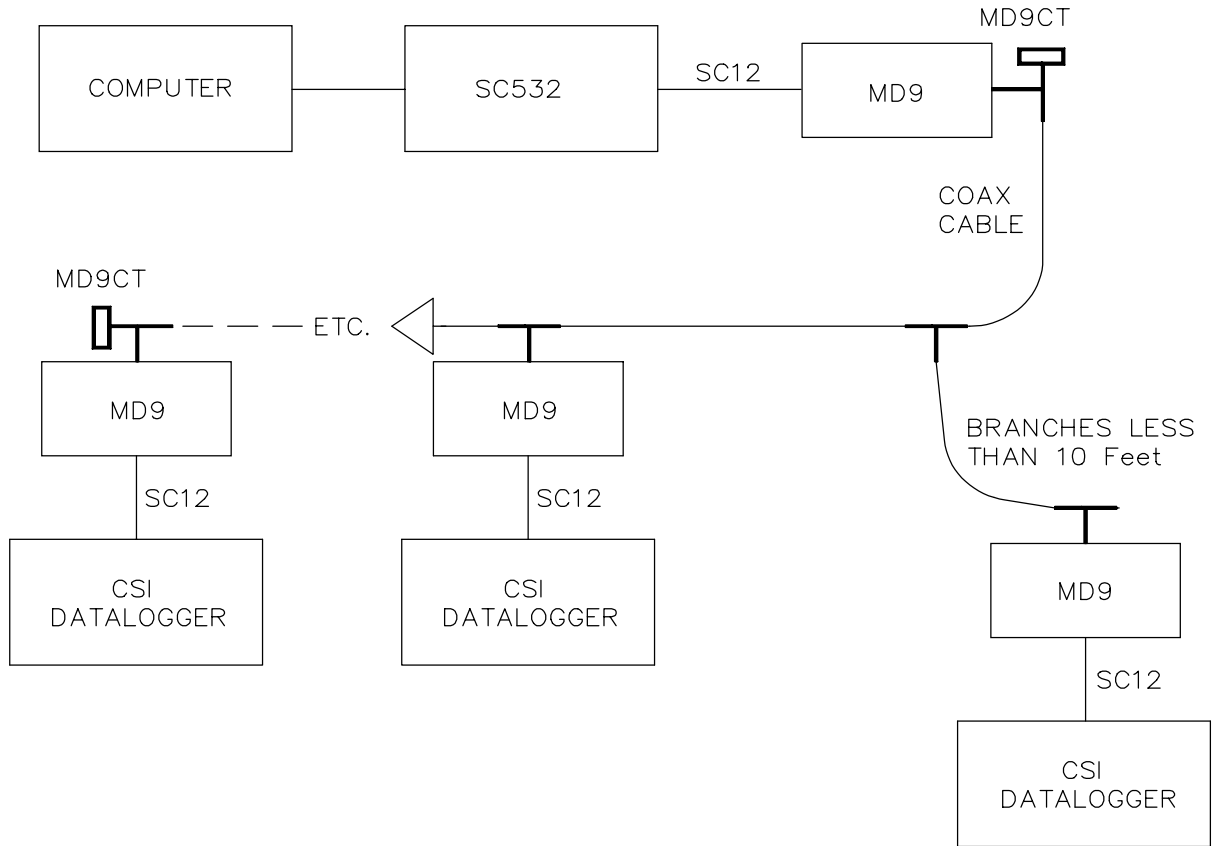 MD9CT
COMPUTER
SC532
SC12
MD9
COAX
CABLE
MD9CT
ETC.
MD9
MD9
BRANCHES LESS
THAN 10 Feet
SC12
SC12
CSI
DATALOGGER
CSI
DATALOGGER
MD9
SC12
CSI
DATALOGGER